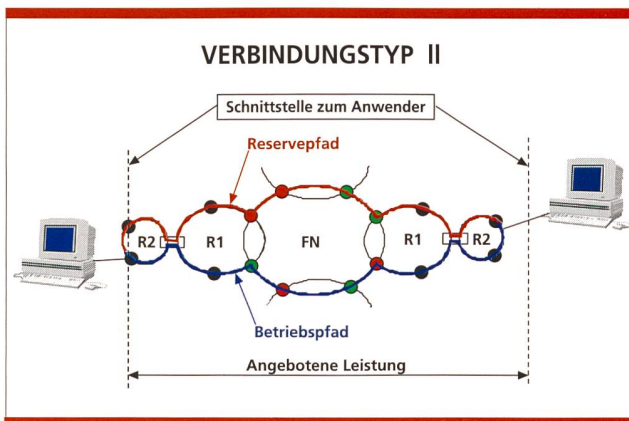 VERBINDUNGSTYP II
Schnittstelle zum Anwender
Reservepfad
R2 R1 FN R1 R2
Betriebspfad
Angebotene Leistung